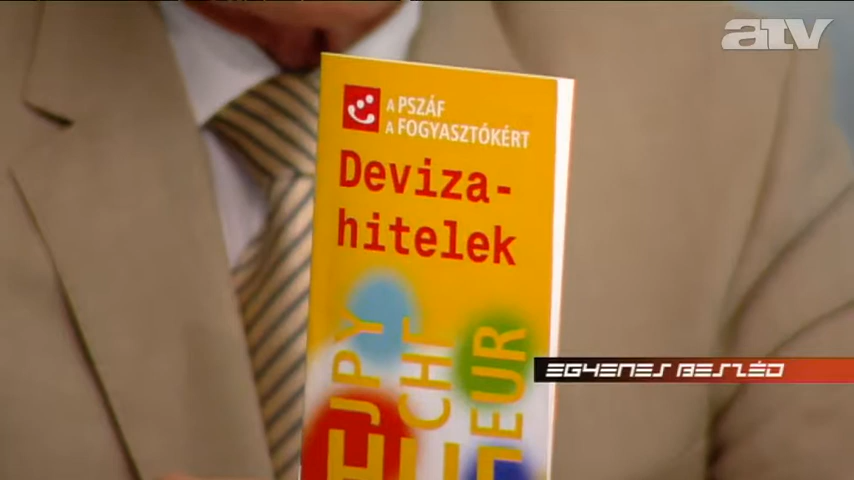 atv
A PSZÁF
A FOGYASZTÓKÉRT
Deviza-
hitelek
JPY
CHF
EUR
EGYENES BESZÉD